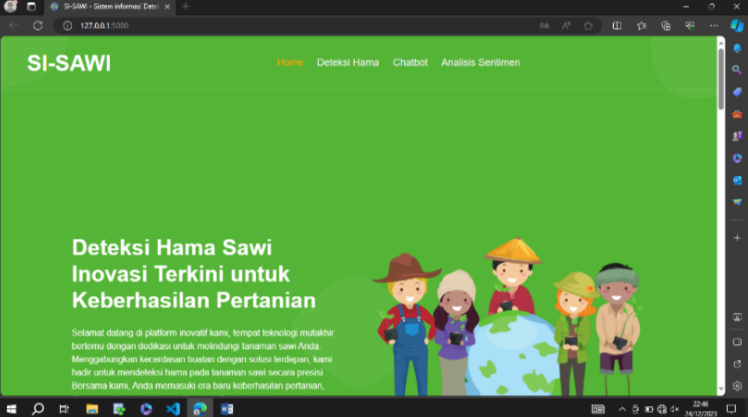 SI-SAWI - Sistem informasi Detek
127.0.0.1:5000
SI-SAWI
Home Deteksi Hama Chatbot Analisis Sentimen
Deteksi Hama Sawi
Inovasi Terkini untuk
Keberhasilan Pertanian
Selamat datang di platform inovatif kami, tempat teknologi mutakhir
bertemu dengan dedikasi untuk melindungi tanaman sawi Anda.
Menggabungkan kecerdasan buatan dengan solusi terdepan, kami
hadir untuk mendeteksi hama pada tanaman sawi secara presisi
Bersama kami, Anda memasuki era baru keberhasilan pertanian,
22:46
24/12/2023